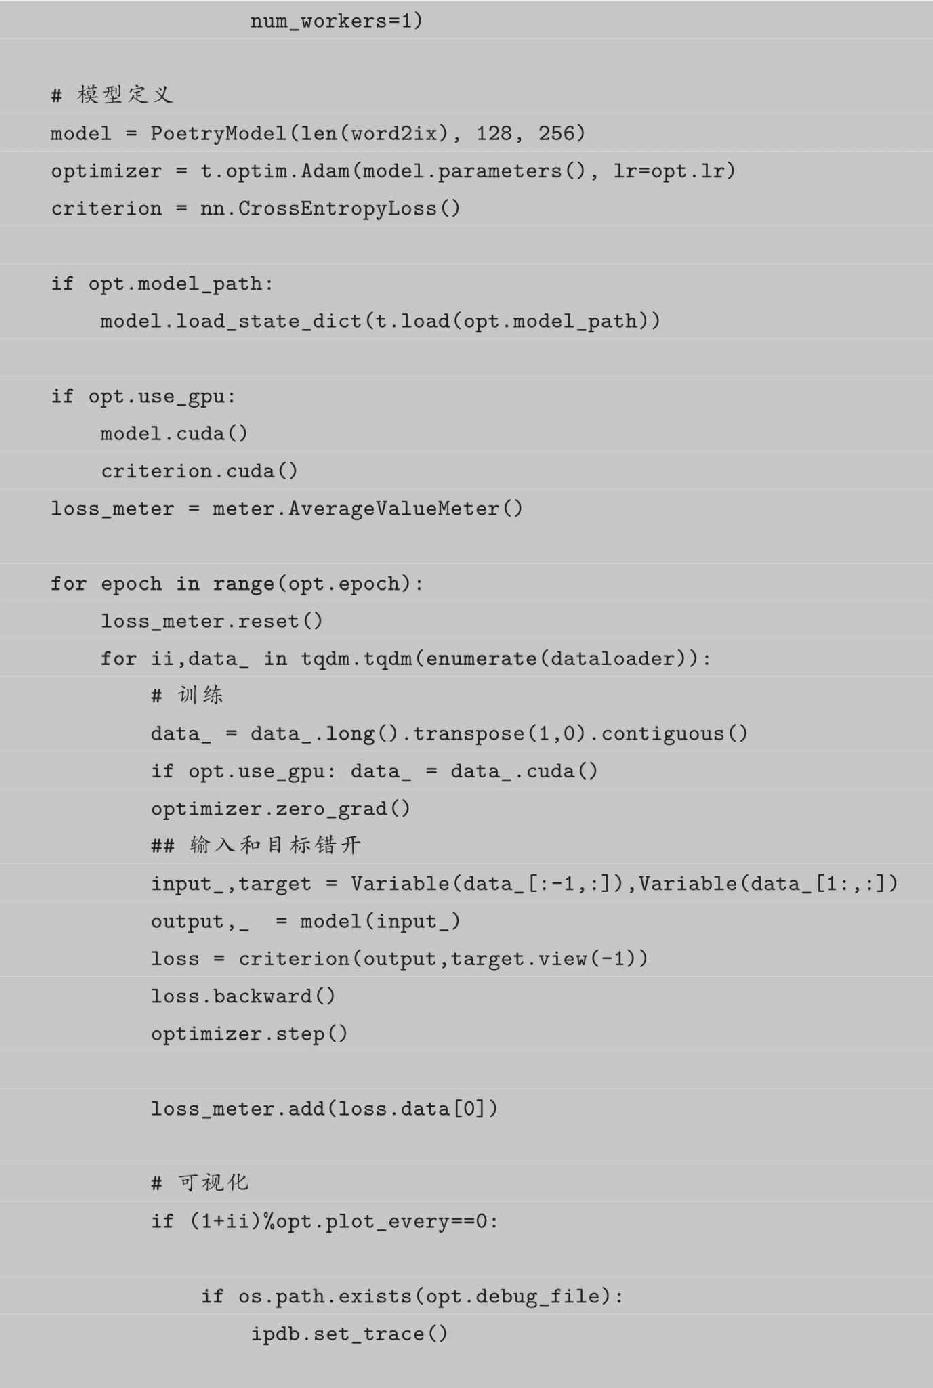 num_workers=1)

# 模型定义
model = PoetryModel(len(word2ix), 128, 256)
optimizer = t.optim.Adam(model.parameters(), lr=opt.lr)
criterion = nn.CrossEntropyLoss()

if opt.model_path:
    model.load_state_dict(t.load(opt.model_path))

if opt.use_gpu:
    model.cuda()
    criterion.cuda()
loss_meter = meter.AverageValueMeter()

for epoch in range(opt.epoch):
    loss_meter.reset()
    for ii,data_ in tqdm.tqdm(enumerate(dataloader)):
        # 训练
        data_ = data_.long().transpose(1,0).contiguous()
        if opt.use_gpu: data_ = data_.cuda()
        optimizer.zero_grad()
        ## 输入和目标错开
        input_,target = Variable(data_[:-1,:]),Variable(data_[1:,:])
        output,_  = model(input_)
        loss = criterion(output,target.view(-1))
        loss.backward()
        optimizer.step()

        loss_meter.add(loss.data[0])

        # 可视化
        if (1+ii)%opt.plot_every==0:

            if os.path.exists(opt.debug_file):
                ipdb.set_trace()